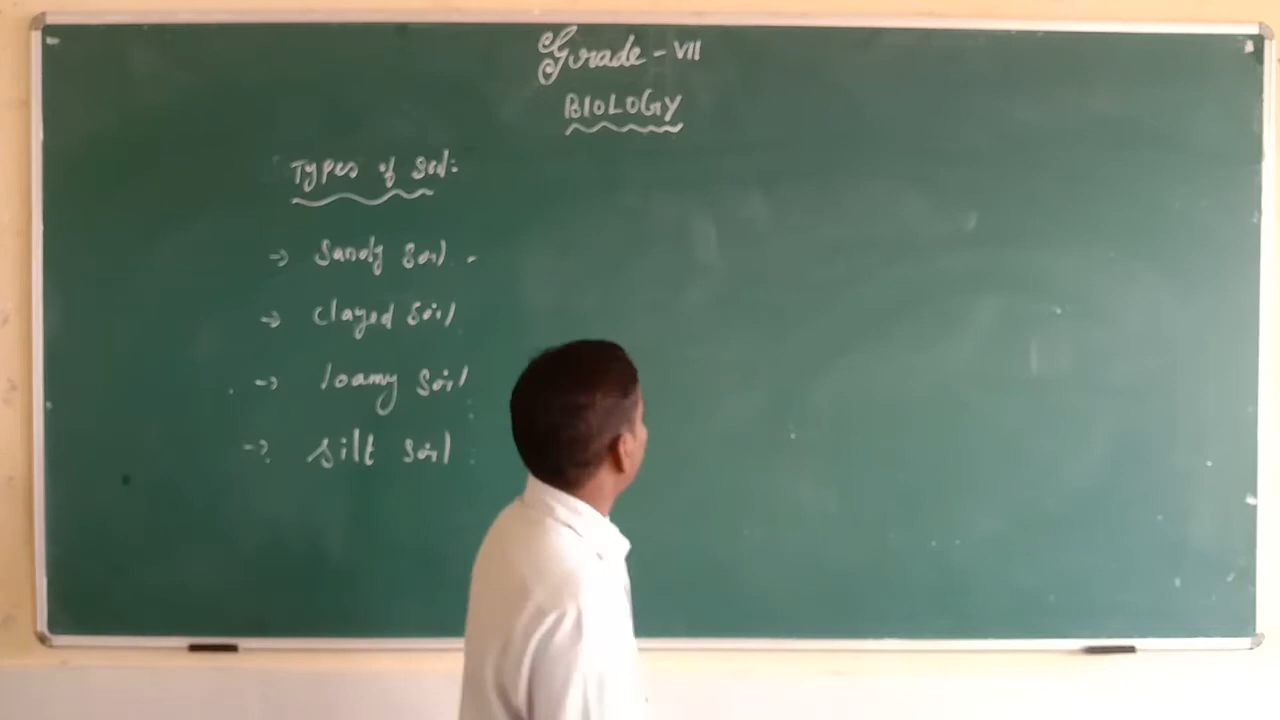 Grade - VII
BIOLOGY
Types of Soil:
→ Sandy Soil.
→ Clayed Soil
→ loamy Soil
→ silt soil